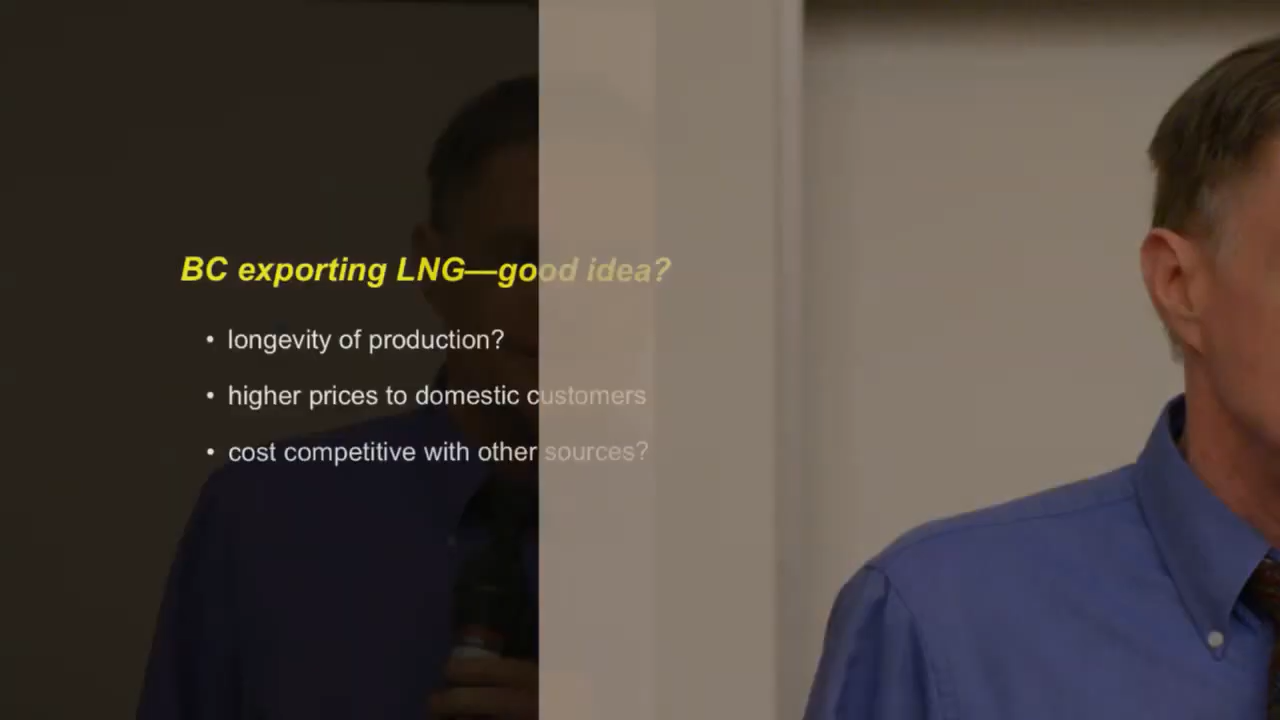 BC exporting LNG—good idea?
• longevity of production?
• higher prices to domestic customers
• cost competitive with other sources?